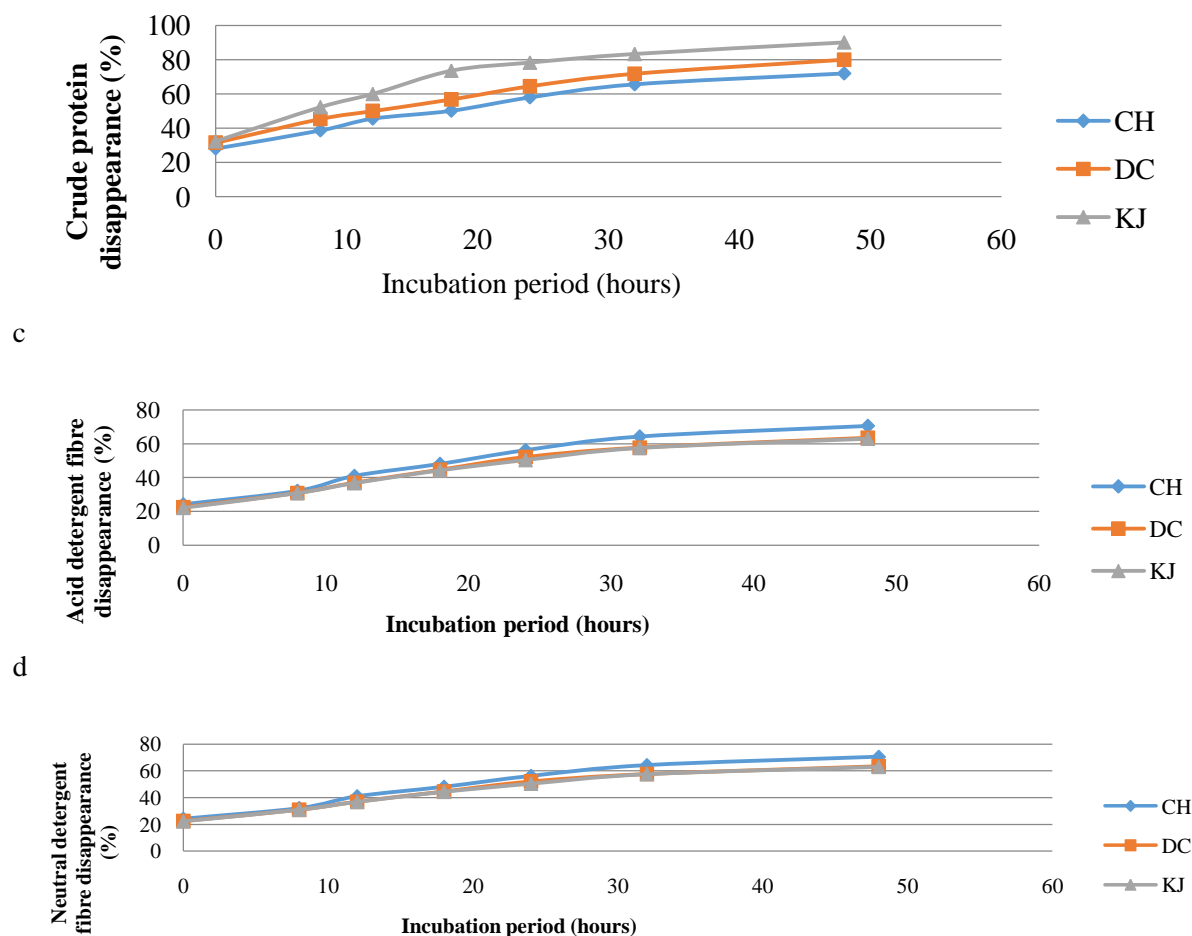 Crude protein
disappearance (%)
100
80
60
40
20
0
0 10 20 30 40 50 60
Incubation period (hours)
CH
DC
KJ
c
Acid detergent fibre
disappearance (%)
80
60
40
20
0
0 10 20 30 40 50 60
Incubation period (hours)
CH
DC
KJ
d
Neutral detergent
fibre disappearance
(%)
80
60
40
20
0
0 10 20 30 40 50 60
Incubation period (hours)
CH
DC
KJ